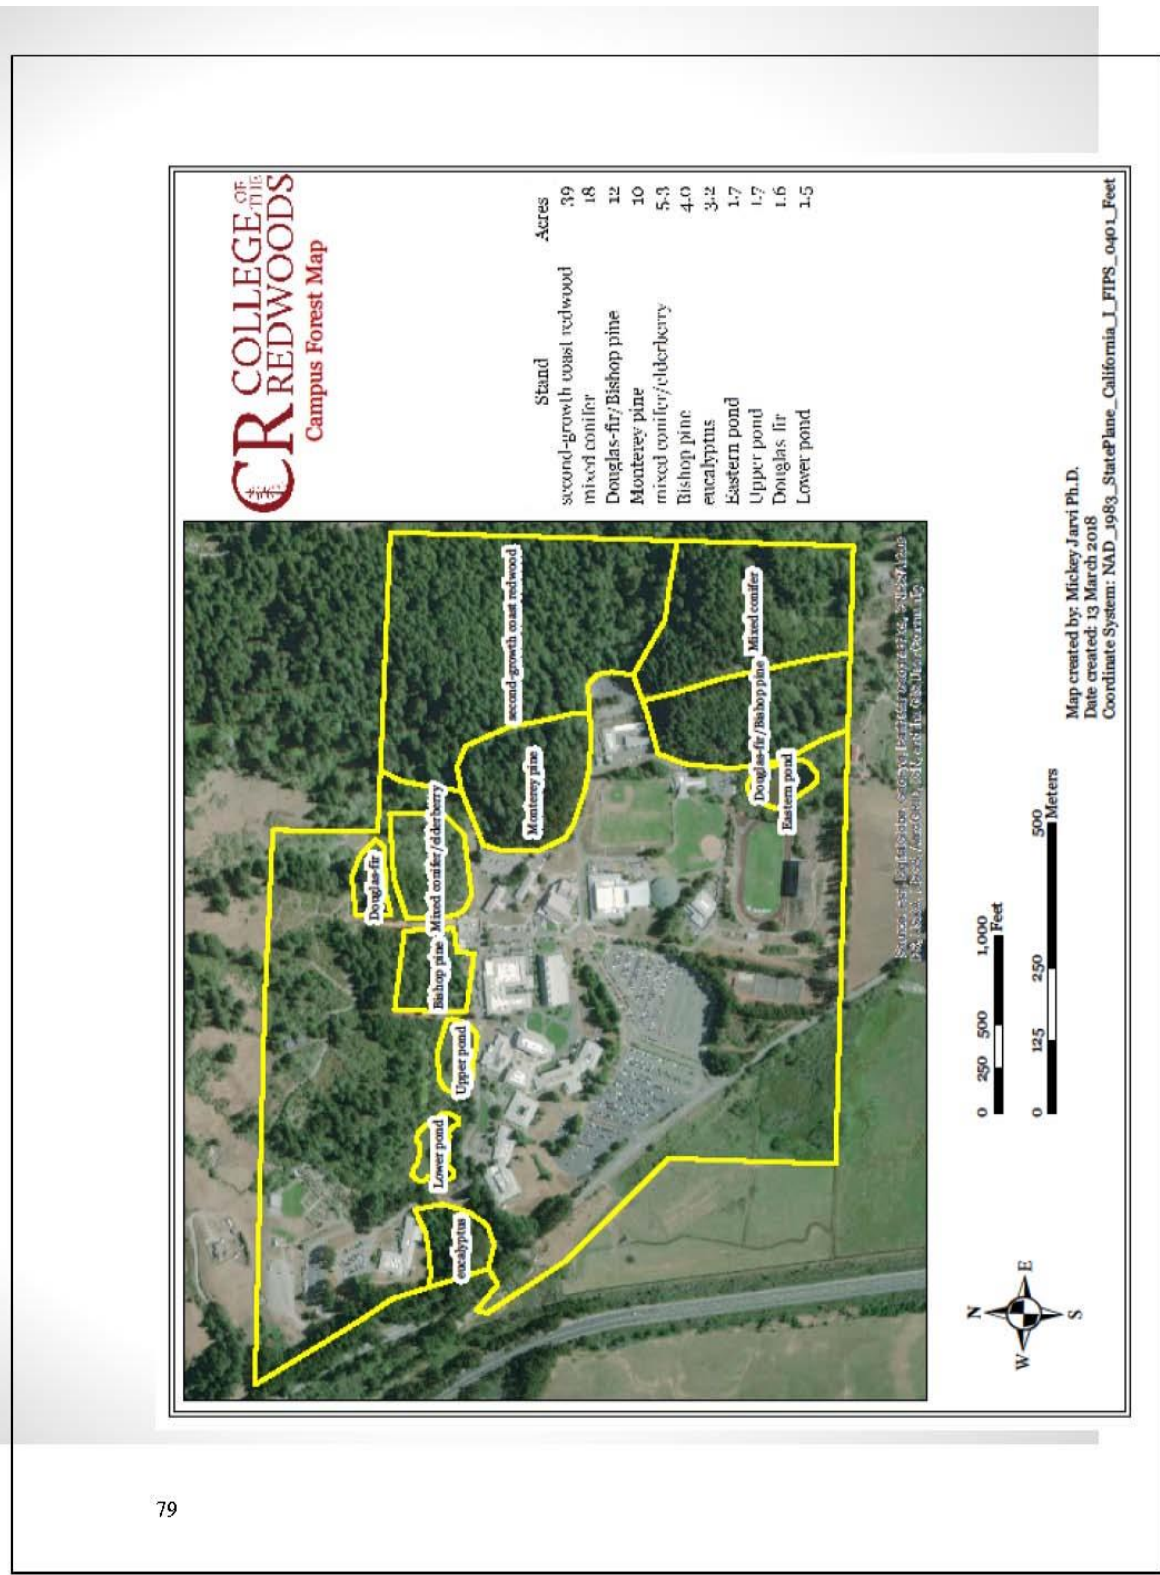 CR COLLEGE OF THE
REDWOODS
Campus Forest Map
Stand Acres
second-growth coast redwood 39
mixed conifer 18
Douglas-fir/Bishop pine 12
Monterey pine 10
mixed conifer/elderberry 5.3
Bishop pine 4.0
eucalyptus 3.2
Eastern pond 1.7
Upper pond 1.7
Douglas fir 1.6
Lower pond 1.5
Douglas-fir
second-growth coast redwood
Mixed conifer/elderberry
Bishop pine
Lower pond
Upper pond
eucalyptus
Monterey pine
Mixed conifer
Douglas-fir/Bishop pine
Eastern pond
N
W E
S
0 250 500 1,000
Feet
0 125 250 500
Meters
Map created by: Mickey Jarvi Ph.D.
Date created: 13 March 2018
Coordinate System: NAD_1983_StatePlane_California_I_FIPS_0401_Feet
79